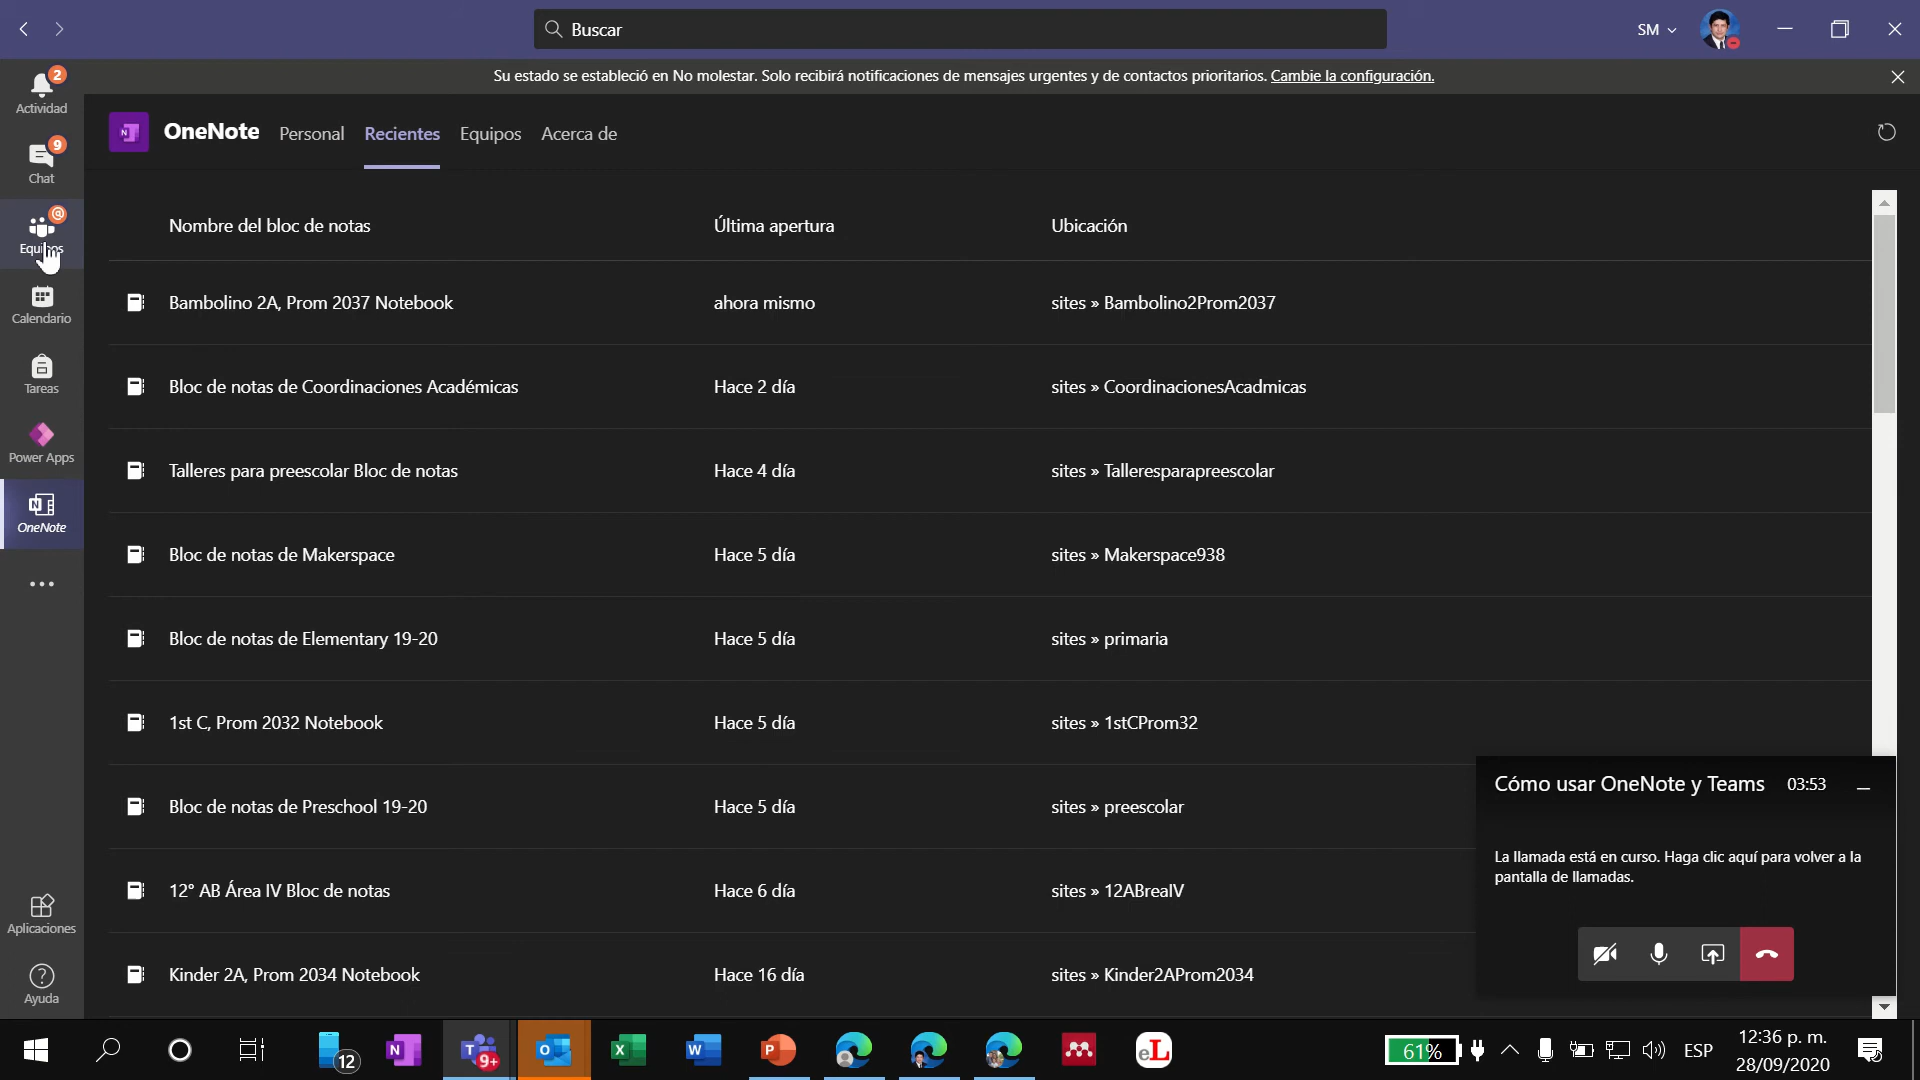 Buscar
SM
Su estado se estableció en No molestar. Solo recibirá notificaciones de mensajes urgentes y de contactos prioritarios. Cambie la configuración.
2
Actividad
9
Chat
@
Equipos
Calendario
Tareas
Power Apps
OneNote
Aplicaciones
Ayuda
OneNote Personal Recientes Equipos Acerca de
Nombre del bloc de notas Última apertura Ubicación
Bambolino 2A, Prom 2037 Notebook ahora mismo sites » Bambolino2Prom2037
Bloc de notas de Coordinaciones Académicas Hace 2 día sites » CoordinacionesAcadmicas
Talleres para preescolar Bloc de notas Hace 4 día sites » Talleresparapreescolar
Bloc de notas de Makerspace Hace 5 día sites » Makerspace938
Bloc de notas de Elementary 19-20 Hace 5 día sites » primaria
1st C, Prom 2032 Notebook Hace 5 día sites » 1stCProm32
Bloc de notas de Preschool 19-20 Hace 5 día sites » preescolar
12° AB Área IV Bloc de notas Hace 6 día sites » 12ABreaIV
Kinder 2A, Prom 2034 Notebook Hace 16 día sites » Kinder2AProm2034
Cómo usar OneNote y Teams 03:53
La llamada está en curso. Haga clic aquí para volver a la
pantalla de llamadas.
12 N T 9+ O X W P eL 61% ESP
12:36 p. m.
28/09/2020